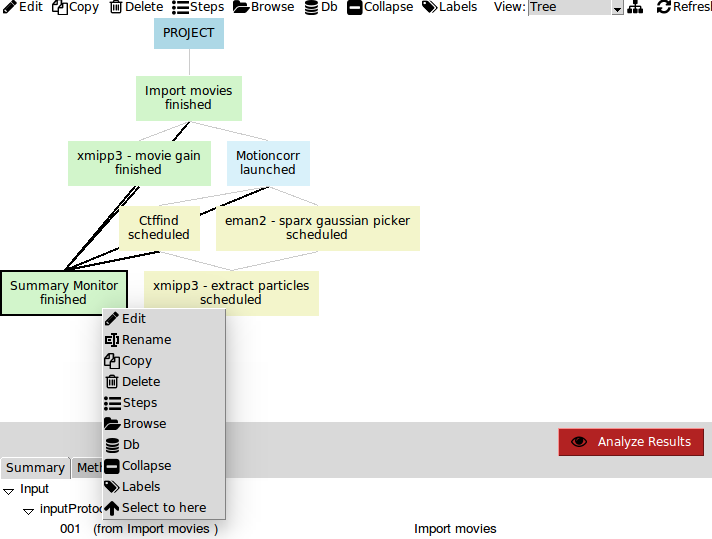 Edit Copy Delete Steps Browse Db Collapse Labels View: Tree Refresh
PROJECT
Import movies
finished
xmipp3 - movie gain
finished
Motioncorr
launched
Ctffind
scheduled
eman2 - sparx gaussian picker
scheduled
Summary Monitor
finished
xmipp3 - extract particles
scheduled
Edit
Rename
Copy
Delete
Steps
Browse
Db
Collapse
Labels
Select to here
Analyze Results
Summary Meth
Input
inputProtoc
001 (from Import movies ) Import movies